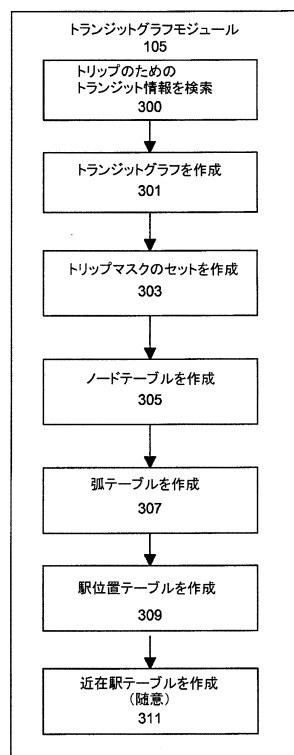 トランジットグラフモジュール
105
トリップのための
トランジット情報を検索
300
トランジットグラフを作成
301
トリップマスクのセットを作成
303
ノードテーブルを作成
305
弧テーブルを作成
307
駅位置テーブルを作成
309
近在駅テーブルを作成
（随意）
311